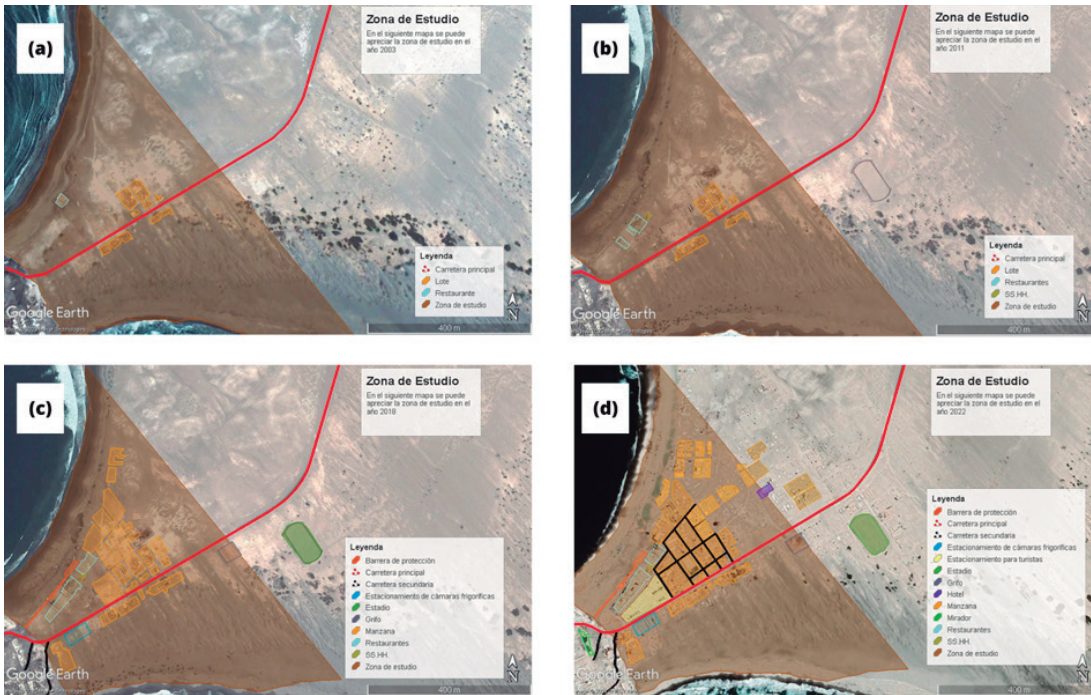 (a)
Zona de Estudio
En el siguiente mapa se puede
apreciar la zona de estudio en el
año 2003
Leyenda
Carretera principal
Lote
Restaurante
Zona de estudio
Google Earth
400 m
N
(b)
Zona de Estudio
En el siguiente mapa se puede
apreciar la zona de estudio en el
año 2011
Leyenda
Carretera principal
Lote
Restaurantes
SS.HH.
Zona de estudio
Google Earth
400 m
N
(c)
Zona de Estudio
En el siguiente mapa se puede
apreciar la zona de estudio en el
año 2018
Leyenda
Barrera de protección
Carretera principal
Carretera secundaria
Estacionamiento de cámaras frigoríficas
Estadio
Grifo
Manzana
Restaurantes
SS.HH.
Zona de estudio
Google Earth
400 m
N
(d)
Zona de Estudio
En el siguiente mapa se puede
apreciar la zona de estudio en el
año 2022
Leyenda
Barrera de protección
Carretera principal
Carretera secundaria
Estacionamiento de cámaras frigoríficas
Estacionamiento para turistas
Estadio
Grifo
Hotel
Manzana
Mirador
Restaurantes
SS.HH.
Zona de estudio
Google Earth
400 m
N